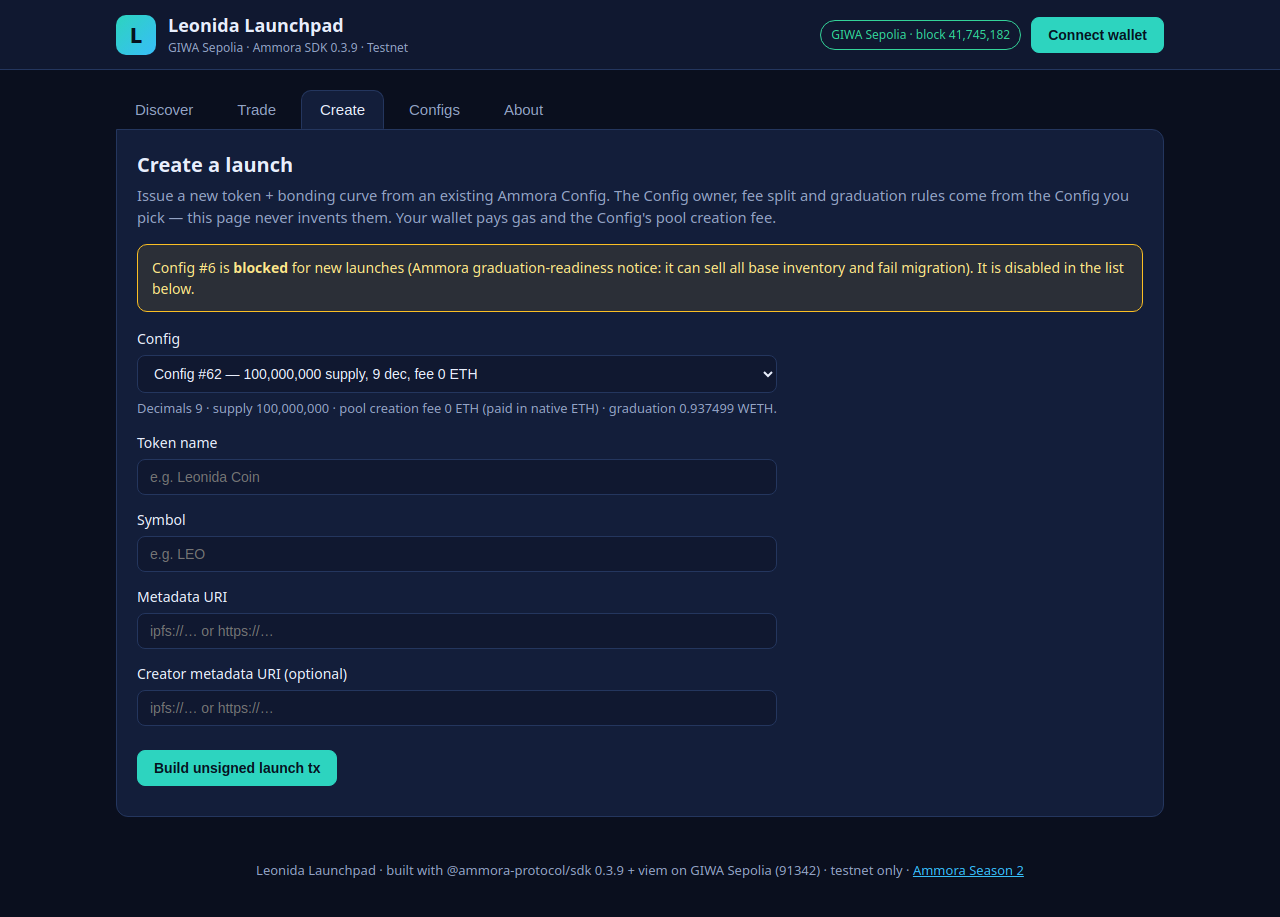 L
Leonida Launchpad
GIWA Sepolia · Ammora SDK 0.3.9 · Testnet
GIWA Sepolia · block 41,745,182
Connect wallet
Discover
Trade
Create
Configs
About
Create a launch
Issue a new token + bonding curve from an existing Ammora Config. The Config owner, fee split and graduation rules come from the Config you
pick — this page never invents them. Your wallet pays gas and the Config's pool creation fee.
Config #6 is blocked for new launches (Ammora graduation-readiness notice: it can sell all base inventory and fail migration). It is disabled in the list
below.
Config
Config #62 — 100,000,000 supply, 9 dec, fee 0 ETH
Decimals 9 · supply 100,000,000 · pool creation fee 0 ETH (paid in native ETH) · graduation 0.937499 WETH.
Token name
e.g. Leonida Coin
Symbol
e.g. LEO
Metadata URI
ipfs://… or https://…
Creator metadata URI (optional)
ipfs://… or https://…
Build unsigned launch tx
Leonida Launchpad · built with @ammora-protocol/sdk 0.3.9 + viem on GIWA Sepolia (91342) · testnet only · Ammora Season 2